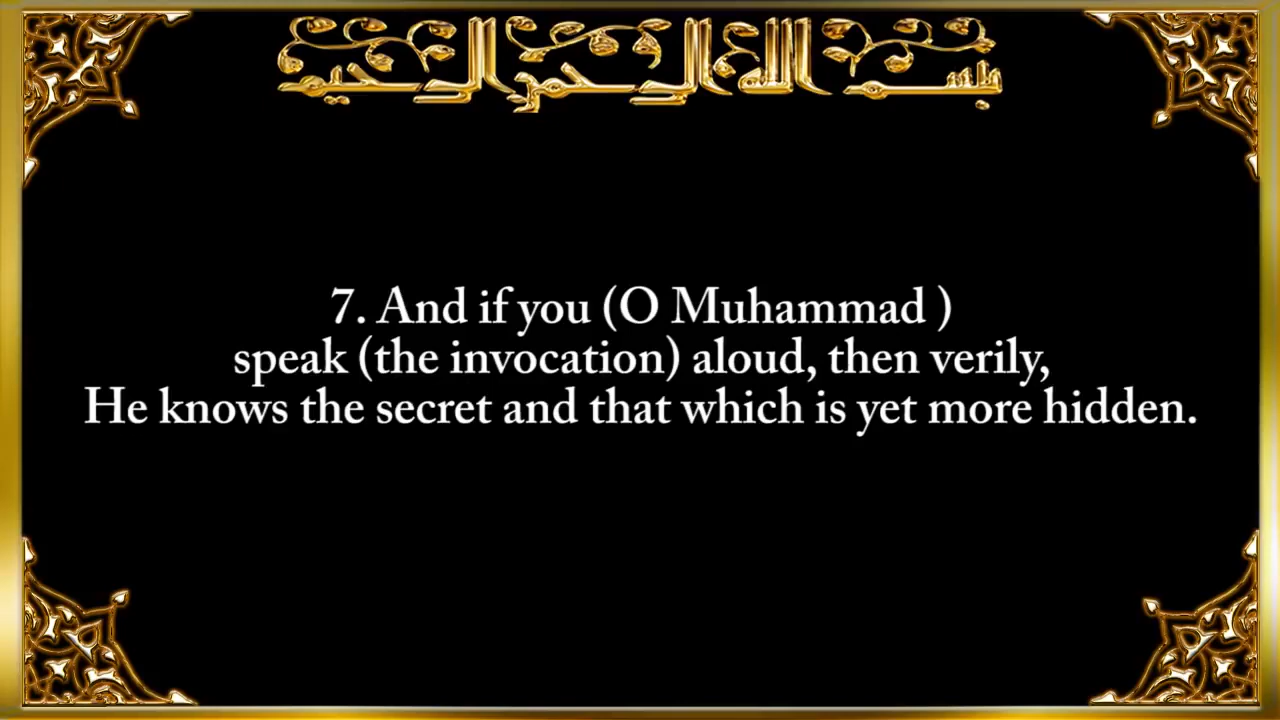 بسم الله الرحمن الرحيم
7. And if you (O Muhammad )
speak (the invocation) aloud, then verily,
He knows the secret and that which is yet more hidden.